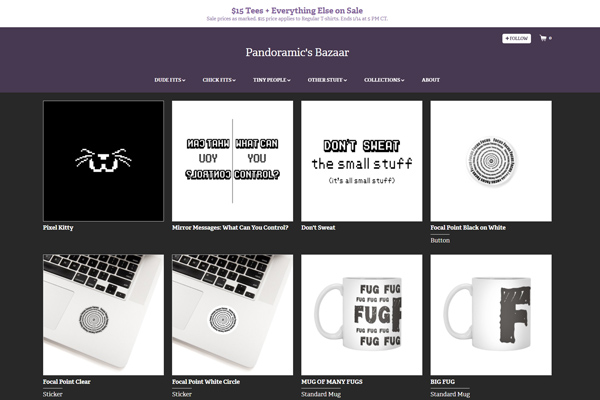 $15 Tees + Everything Else on Sale
Sale prices as marked. $15 price applies to Regular T-shirts. Ends 1/14 at 5 PM CT.
+ FOLLOW
0
Pandoramic's Bazaar
DUDE FITS CHICK FITS TINY PEOPLE OTHER STUFF COLLECTIONS ABOUT
WHAT CAN WHAT CAN
YOU YOU
CONTROL? CONTROL?
DON'T SWEAT
the small stuff
(it's all small stuff)
Pixel Kitty
Mirror Messages: What Can You Control?
Don't Sweat
Focal Point Black on White
Button
FUG FUG
FUG FUG FUG
FUG F
FUG FUG FUG
FUG FUG
F
Focal Point Clear
Sticker
Focal Point White Circle
Sticker
MUG OF MANY FUGS
Standard Mug
BIG FUG
Standard Mug